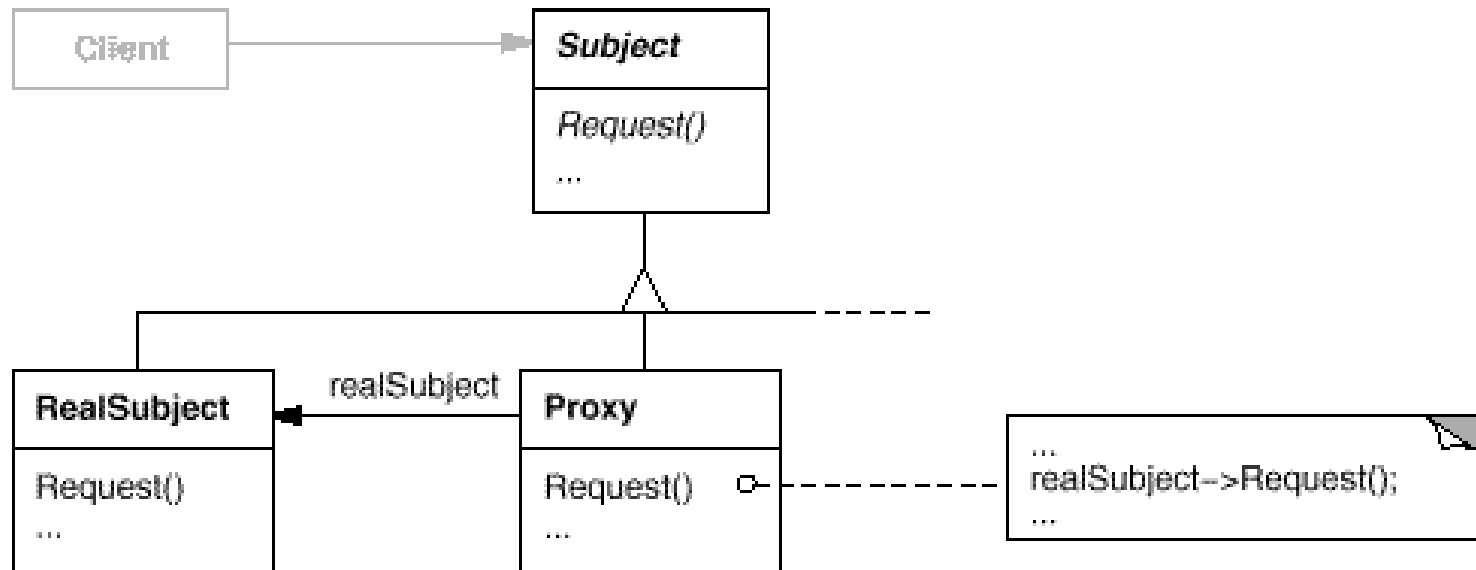 Client
Subject
Request()
...
realSubject
RealSubject
Request()
...
Proxy
Request()
...
...
realSubject->Request();
...